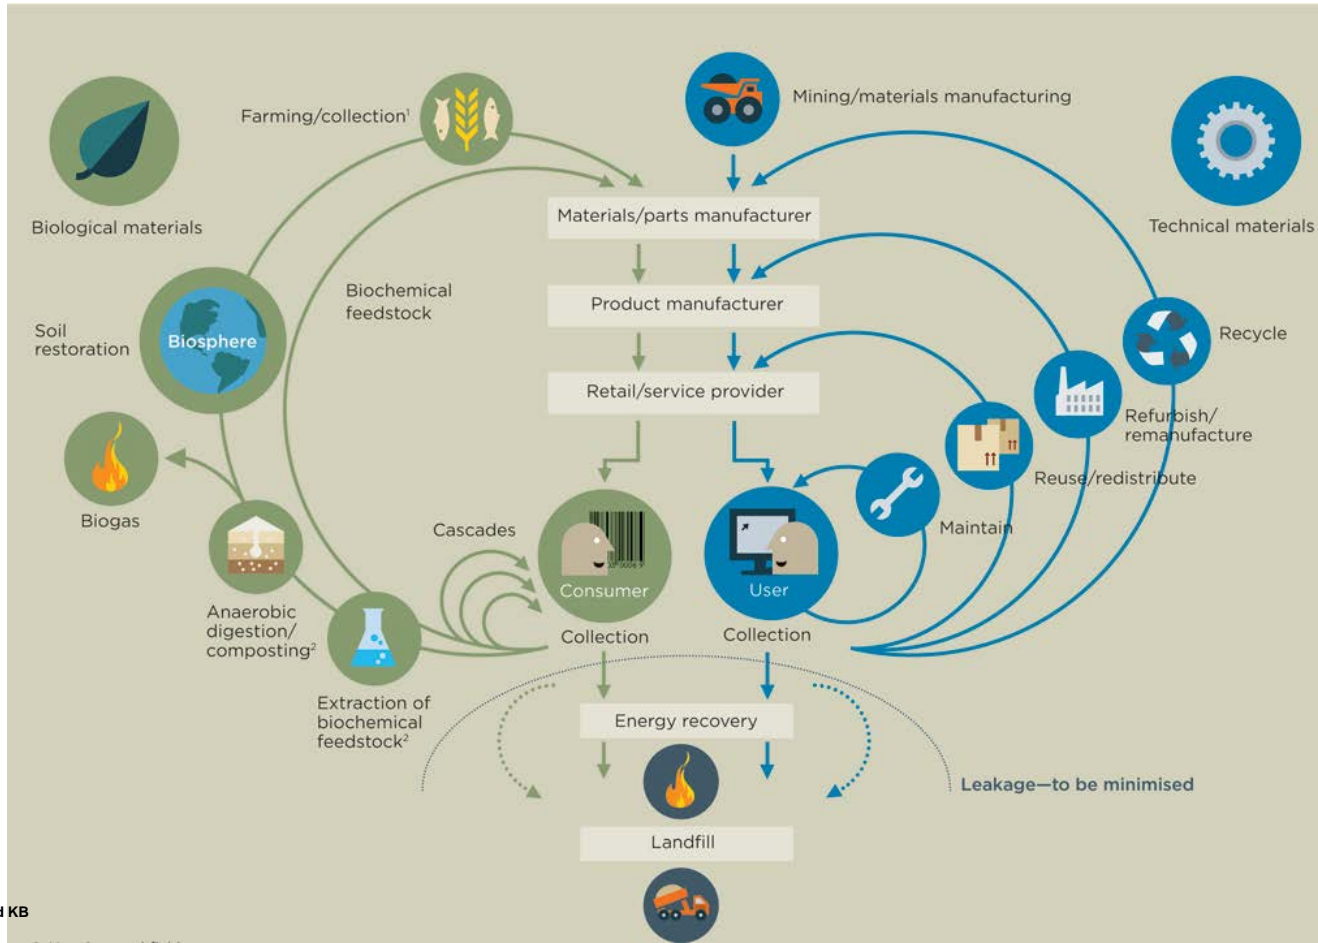 Farming/collection¹
Mining/materials manufacturing
Biological materials
Technical materials
Materials/parts manufacturer
Biochemical
feedstock
Product manufacturer
Soil
restoration
Biosphere
Recycle
Retail/service provider
Refurbish/
remanufacture
Reuse/redistribute
Biogas
Cascades
Maintain
Consumer
User
Anaerobic
digestion/
composting²
Collection
Collection
Extraction of
biochemical
feedstock²
Energy recovery
Leakage—to be minimised
Landfill
KB